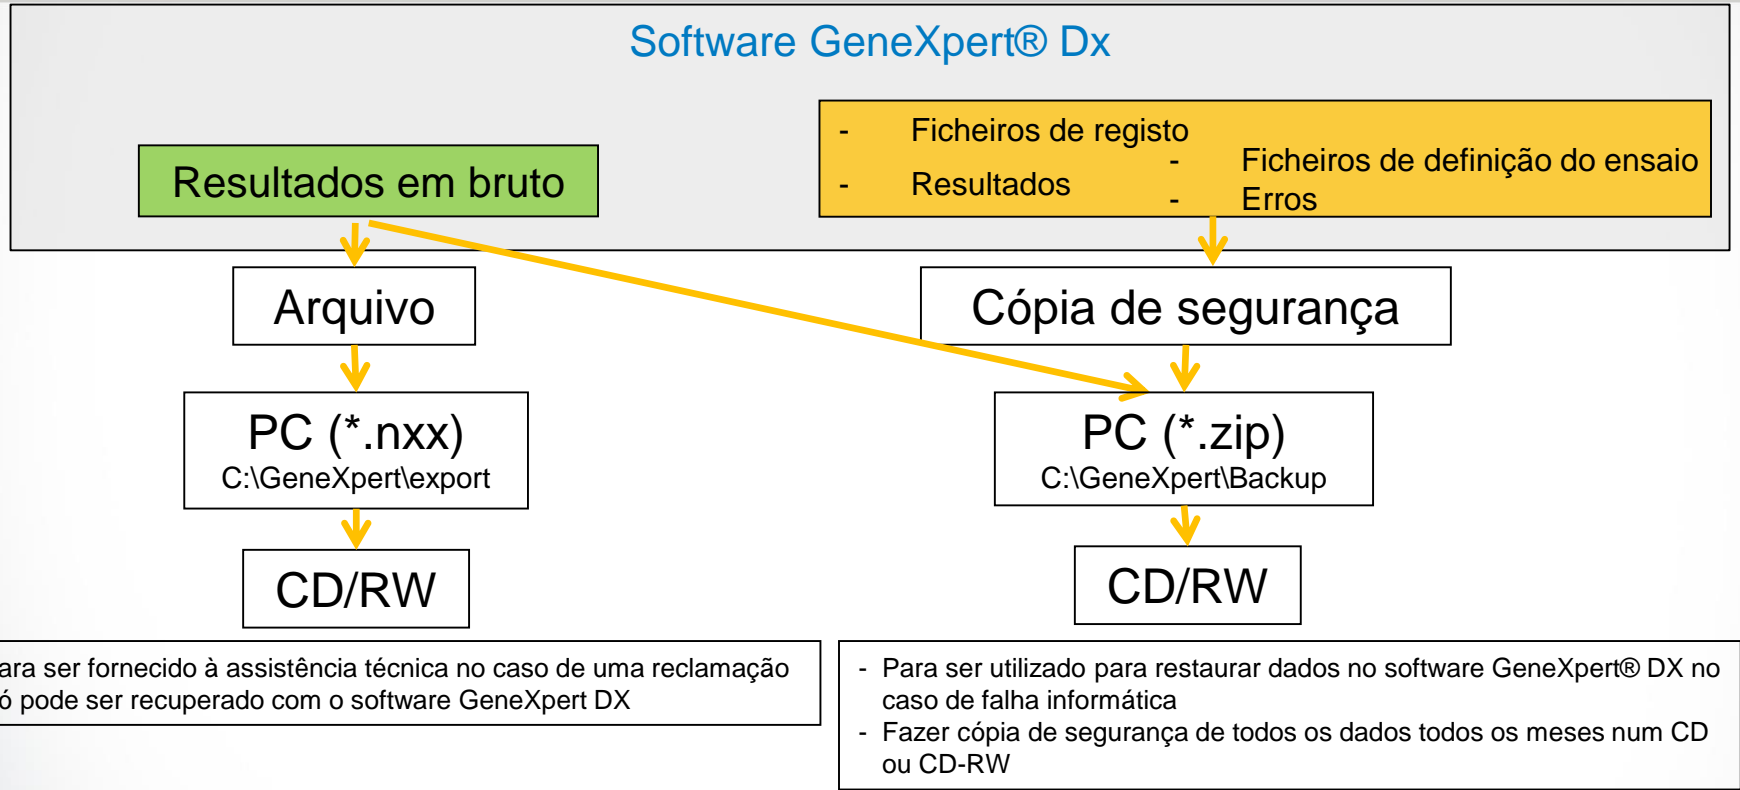 Software GeneXpert® Dx
Resultados em bruto
- Ficheiros de registo
- Resultados
- Ficheiros de definição do ensaio
- Erros
Arquivo
Cópia de segurança
PC (*.nxx)
C:\GeneXpert\export
PC (*.zip)
C:\GeneXpert\Backup
CD/RW
CD/RW
ara ser fornecido à assistência técnica no caso de uma reclamação
ó pode ser recuperado com o software GeneXpert DX
- Para ser utilizado para restaurar dados no software GeneXpert® DX no
caso de falha informática
- Fazer cópia de segurança de todos os dados todos os meses num CD
ou CD-RW